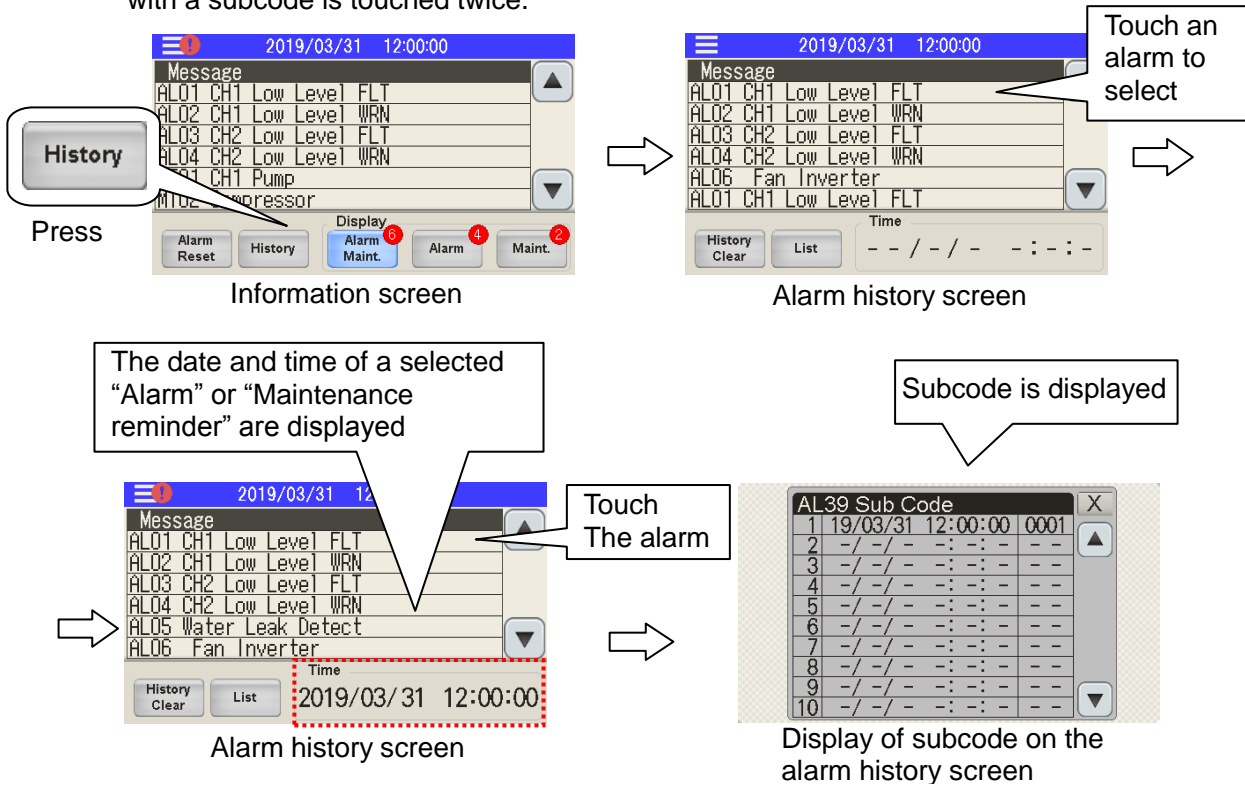 with a subcode is touched twice.
2019/03/31 12:00:00
Message
AL01 CH1 Low Level FLT
AL02 CH1 Low Level WRN
AL03 CH2 Low Level FLT
AL04 CH2 Low Level WRN
CH1 Pump
History
Press
Alarm Reset
History
Display
Alarm Maint.
6
Alarm
4
Maint.
2
Information screen
2019/03/31 12:00:00
Message
AL01 CH1 Low Level FLT
AL02 CH1 Low Level WRN
AL03 CH2 Low Level FLT
AL04 CH2 Low Level WRN
AL06 Fan Inverter
AL01 CH1 Low Level FLT
Touch an
alarm to
select
History Clear
List
Time
- - / - / - - : - : -
Alarm history screen
The date and time of a selected
“Alarm” or “Maintenance
reminder” are displayed
2019/03/31
Message
AL01 CH1 Low Level FLT
AL02 CH1 Low Level WRN
AL03 CH2 Low Level FLT
AL04 CH2 Low Level WRN
AL05 Water Leak Detect
AL06 Fan Inverter
Touch
The alarm
History Clear
List
Time
2019/03/31 12:00:00
Alarm history screen
Subcode is displayed
AL39 Sub Code X
1 19/03/31 12:00:00 0001
2 -/ -/ - -: -: - - -
3 -/ -/ - -: -: - - -
4 -/ -/ - -: -: - - -
5 -/ -/ - -: -: - - -
6 -/ -/ - -: -: - - -
7 -/ -/ - -: -: - - -
8 -/ -/ - -: -: - - -
9 -/ -/ - -: -: - - -
10 -/ -/ - -: -: - - -
Display of subcode on the
alarm history screen